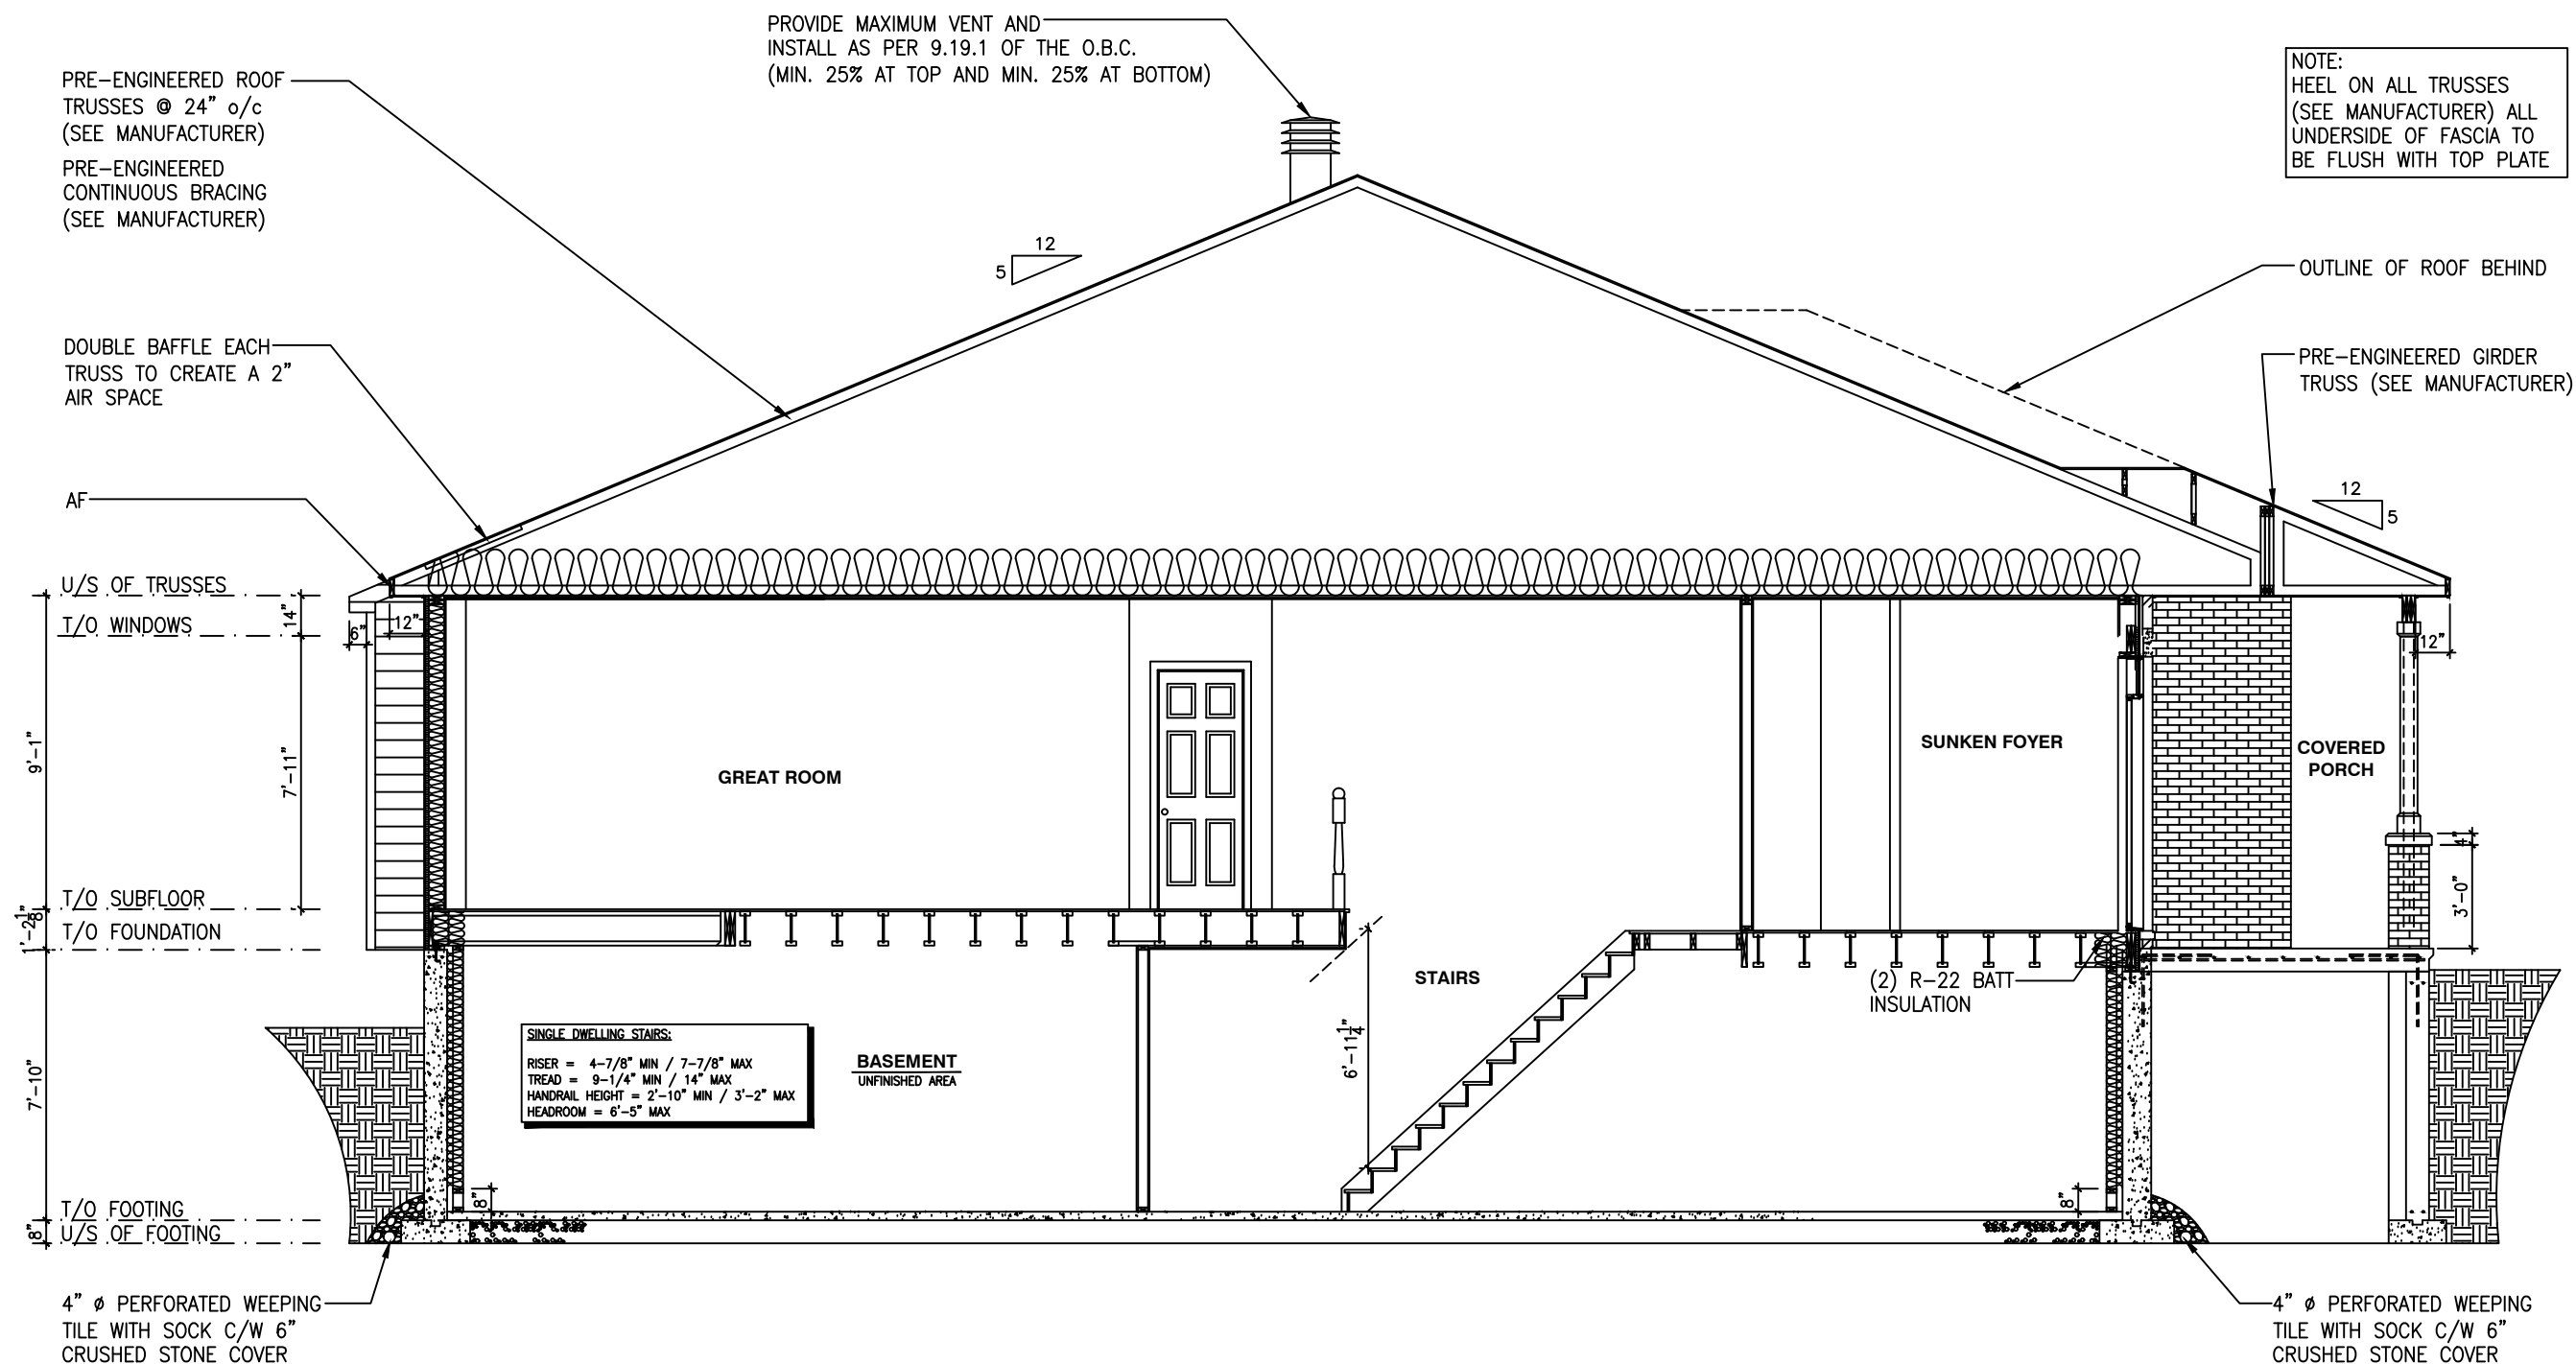 PROVIDE MAXIMUM VENT AND
INSTALL AS PER 9.19.1 OF THE O.B.C.
(MIN. 25% AT TOP AND MIN. 25% AT BOTTOM)
NOTE:
HEEL ON ALL TRUSSES
(SEE MANUFACTURER) ALL
UNDERSIDE OF FASCIA TO
BE FLUSH WITH TOP PLATE
PRE-ENGINEERED ROOF
TRUSSES @ 24" o/c
(SEE MANUFACTURER)
PRE-ENGINEERED
CONTINUOUS BRACING
(SEE MANUFACTURER)
12
5
OUTLINE OF ROOF BEHIND
DOUBLE BAFFLE EACH
TRUSS TO CREATE A 2"
AIR SPACE
PRE-ENGINEERED GIRDER
TRUSS (SEE MANUFACTURER)
AF
12
5
U/S OF TRUSSES
14"
T/O WINDOWS
6"
12"
12"
9'-1"
7'-11"
GREAT ROOM
SUNKEN FOYER
COVERED
PORCH
4"
3'-0"
T/O SUBFLOOR
1'-2 1/8"
T/O FOUNDATION
STAIRS
(2) R-22 BATT
INSULATION
7'-10"
SINGLE DWELLING STAIRS:
RISER = 4-7/8" MIN / 7-7/8" MAX
TREAD = 9-1/4" MIN / 14" MAX
HANDRAIL HEIGHT = 2'-10" MIN / 3'-2" MAX
HEADROOM = 6'-5" MAX
BASEMENT
UNFINISHED AREA
6'-11 1/4"
8"
8"
T/O FOOTING
8"
U/S OF FOOTING
4" ø PERFORATED WEEPING
TILE WITH SOCK C/W 6"
CRUSHED STONE COVER
4" ø PERFORATED WEEPING
TILE WITH SOCK C/W 6"
CRUSHED STONE COVER